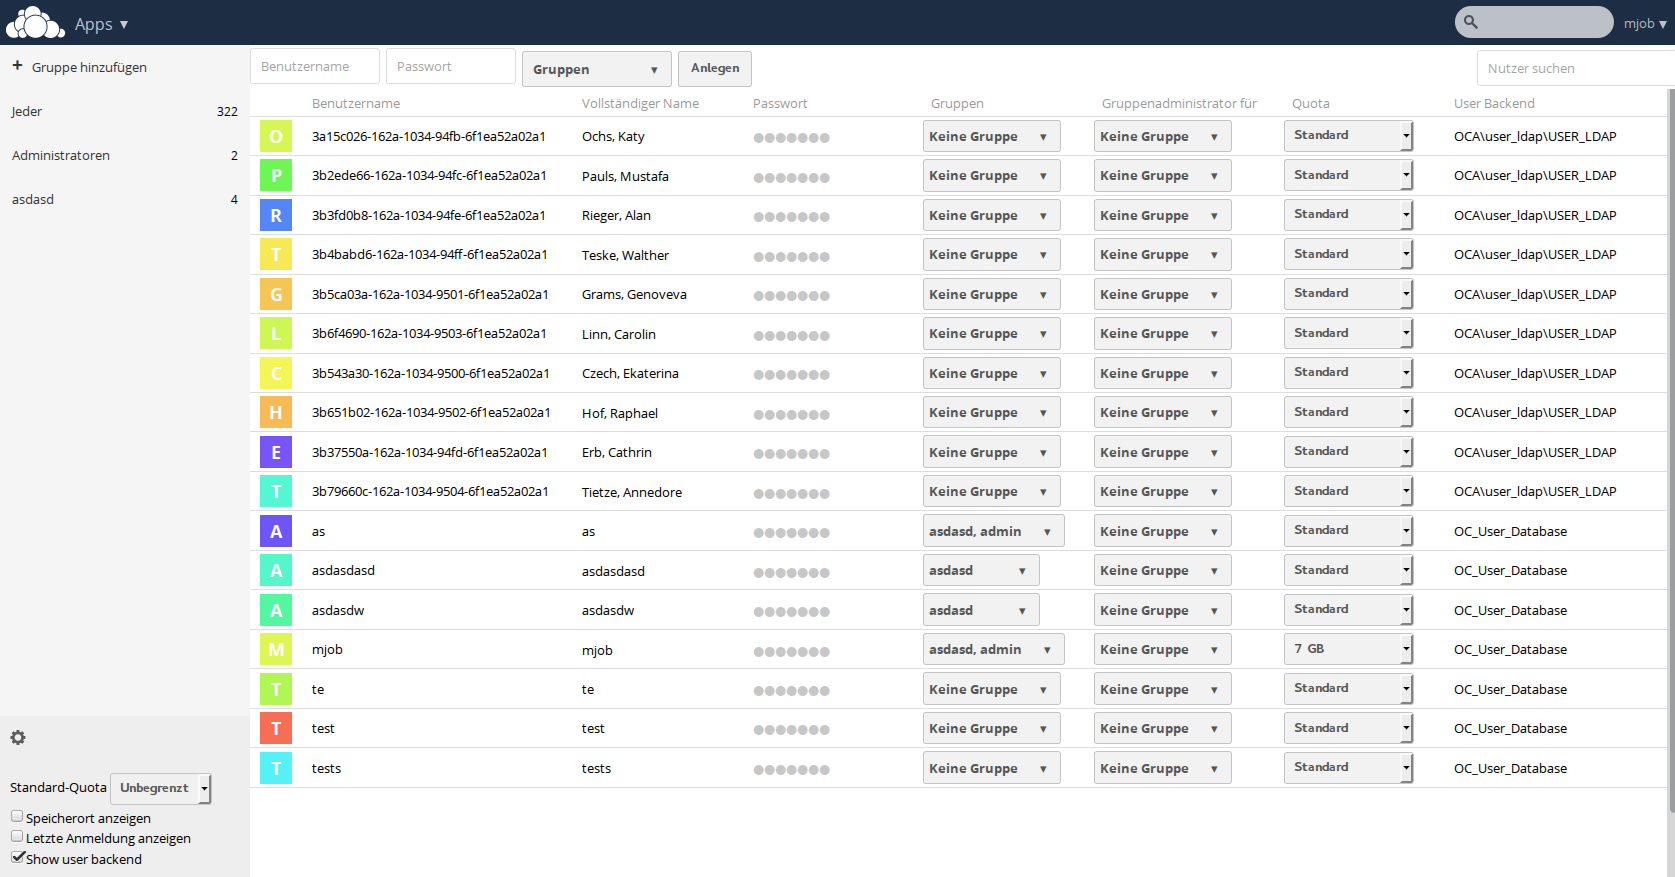 Apps ▼ mjob ▼
+ Gruppe hinzufügen
Jeder 322
Administratoren 2
asdasd 4
Benutzername Passwort Gruppen ▼ Anlegen Nutzer suchen
Benutzername Vollständiger Name Passwort Gruppen Gruppenadministrator für Quota User Backend
O 3a15c026-162a-1034-94fb-6f1ea52a02a1 Ochs, Katy ●●●●●●● Keine Gruppe ▼ Keine Gruppe ▼ Standard OCA\user_ldap\USER_LDAP
P 3b2ede66-162a-1034-94fc-6f1ea52a02a1 Pauls, Mustafa ●●●●●●● Keine Gruppe ▼ Keine Gruppe ▼ Standard OCA\user_ldap\USER_LDAP
R 3b3fd0b8-162a-1034-94fe-6f1ea52a02a1 Rieger, Alan ●●●●●●● Keine Gruppe ▼ Keine Gruppe ▼ Standard OCA\user_ldap\USER_LDAP
T 3b4babd6-162a-1034-94ff-6f1ea52a02a1 Teske, Walther ●●●●●●● Keine Gruppe ▼ Keine Gruppe ▼ Standard OCA\user_ldap\USER_LDAP
G 3b5ca03a-162a-1034-9501-6f1ea52a02a1 Grams, Genoveva ●●●●●●● Keine Gruppe ▼ Keine Gruppe ▼ Standard OCA\user_ldap\USER_LDAP
L 3b6f4690-162a-1034-9503-6f1ea52a02a1 Linn, Carolin ●●●●●●● Keine Gruppe ▼ Keine Gruppe ▼ Standard OCA\user_ldap\USER_LDAP
C 3b543a30-162a-1034-9500-6f1ea52a02a1 Czech, Ekaterina ●●●●●●● Keine Gruppe ▼ Keine Gruppe ▼ Standard OCA\user_ldap\USER_LDAP
H 3b651b02-162a-1034-9502-6f1ea52a02a1 Hof, Raphael ●●●●●●● Keine Gruppe ▼ Keine Gruppe ▼ Standard OCA\user_ldap\USER_LDAP
E 3b37550a-162a-1034-94fd-6f1ea52a02a1 Erb, Cathrin ●●●●●●● Keine Gruppe ▼ Keine Gruppe ▼ Standard OCA\user_ldap\USER_LDAP
T 3b79660c-162a-1034-9504-6f1ea52a02a1 Tietze, Annedore ●●●●●●● Keine Gruppe ▼ Keine Gruppe ▼ Standard OCA\user_ldap\USER_LDAP
A as as ●●●●●●● asdasd, admin ▼ Keine Gruppe ▼ Standard OC_User_Database
A asdasdasd asdasdasd ●●●●●●● asdasd ▼ Keine Gruppe ▼ Standard OC_User_Database
A asdasdw asdasdw ●●●●●●● asdasd ▼ Keine Gruppe ▼ Standard OC_User_Database
M mjob mjob ●●●●●●● asdasd, admin ▼ Keine Gruppe ▼ 7 GB OC_User_Database
T te te ●●●●●●● Keine Gruppe ▼ Keine Gruppe ▼ Standard OC_User_Database
T test test ●●●●●●● Keine Gruppe ▼ Keine Gruppe ▼ Standard OC_User_Database
T tests tests ●●●●●●● Keine Gruppe ▼ Keine Gruppe ▼ Standard OC_User_Database
Standard-Quota Unbegrenzt
Speicherort anzeigen
Letzte Anmeldung anzeigen
Show user backend